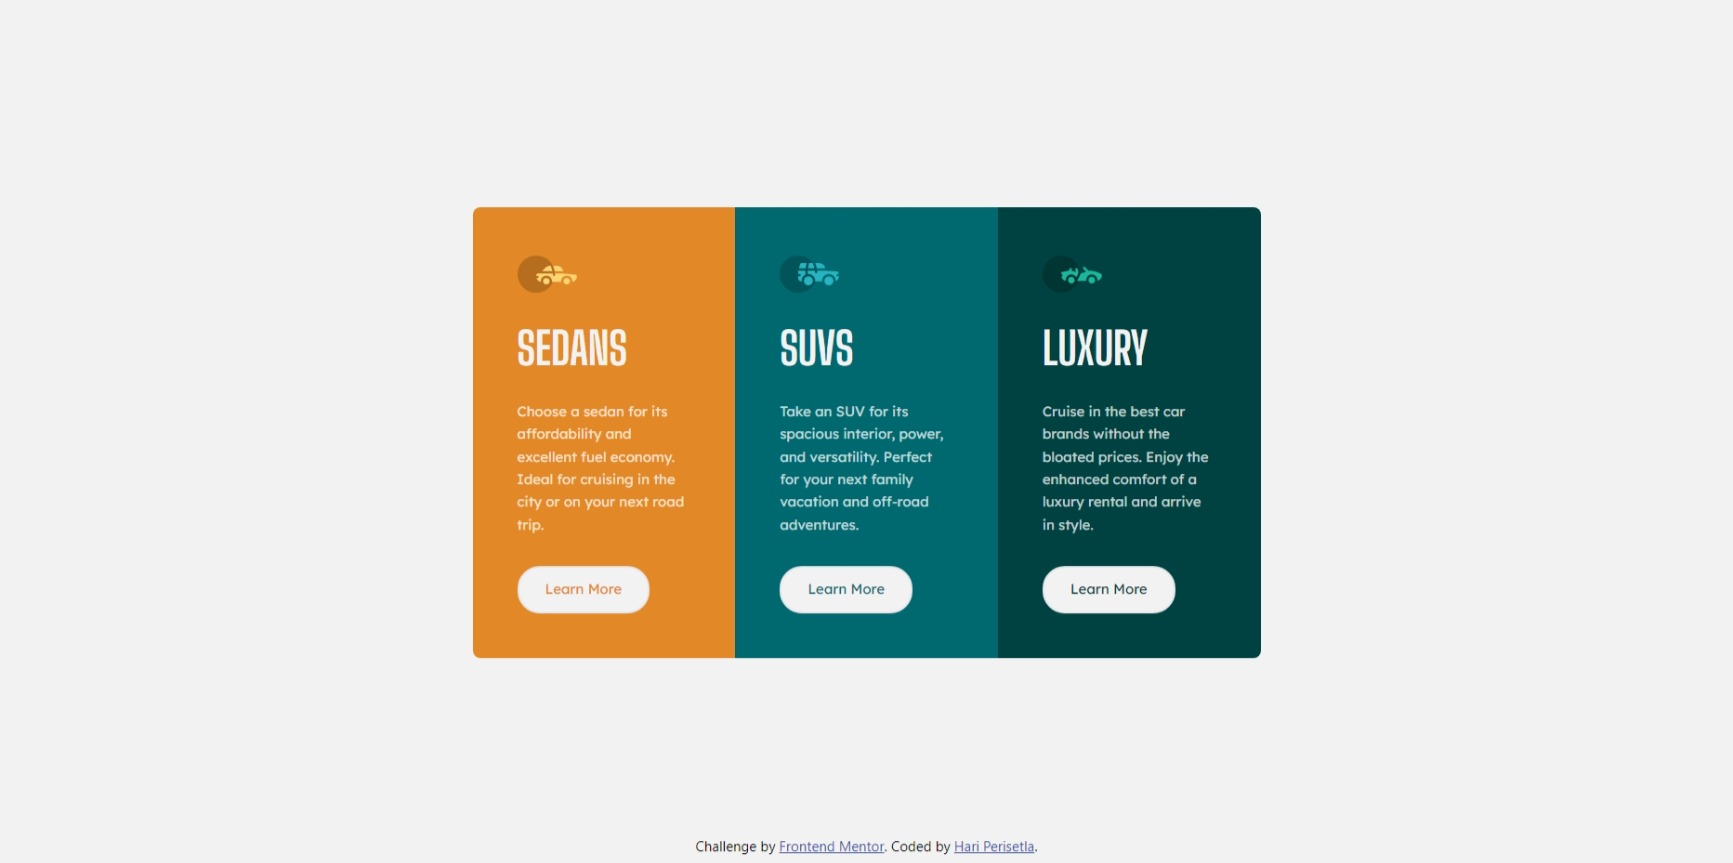 SEDANS
Choose a sedan for its
affordability and
excellent fuel economy.
Ideal for cruising in the
city or on your next road
trip.
Learn More
SUVS
Take an SUV for its
spacious interior, power,
and versatility. Perfect
for your next family
vacation and off-road
adventures.
Learn More
LUXURY
Cruise in the best car
brands without the
bloated prices. Enjoy the
enhanced comfort of a
luxury rental and arrive
in style.
Learn More
Challenge by Frontend Mentor. Coded by Hari Perisetla.